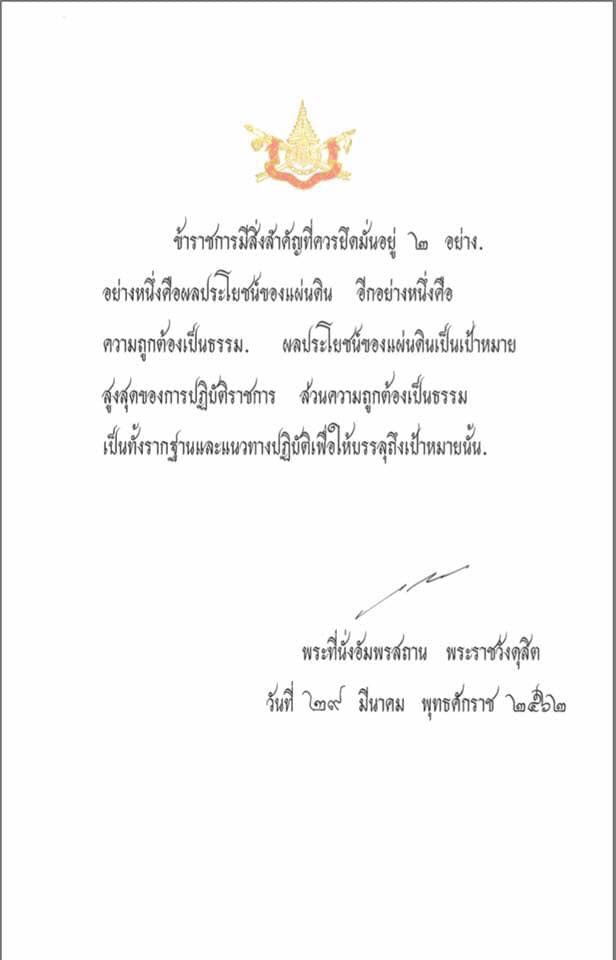 ข้าราชการมีสิ่งสำคัญที่ควรยึดมั่นอยู่ ๒ อย่าง.
อย่างหนึ่งคือผลประโยชน์ของแผ่นดิน อีกอย่างหนึ่งคือ
ความถูกต้องเป็นธรรม. ผลประโยชน์ของแผ่นดินเป็นเป้าหมาย
สูงสุดของการปฏิบัติราชการ ส่วนความถูกต้องเป็นธรรม
เป็นทั้งรากฐานและแนวทางปฏิบัติเพื่อให้บรรลุถึงเป้าหมายนั้น.
พระที่นั่งอัมพรสถาน พระราชวังดุสิต
วันที่ ๒๙ มีนาคม พุทธศักราช ๒๕๖๒